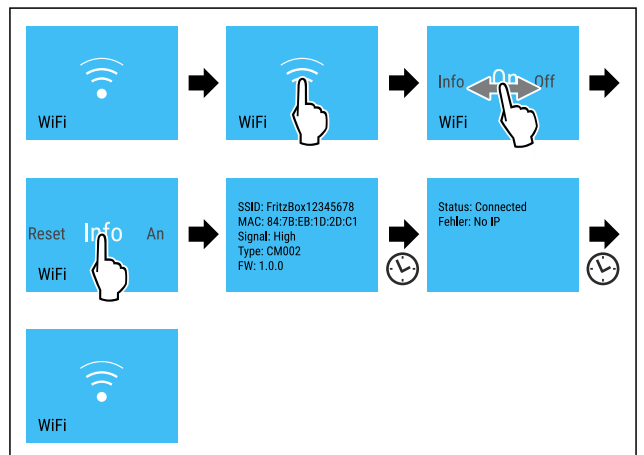 WiFi
WiFi
Info On Off
WiFi
Reset Info An
WiFi
SSID: FritzBox12345678
MAC: 84:7B:EB:1D:2D:C1
Signal: High
Type: CM002
FW: 1.0.0
Status: Connected
Fehler: No IP
WiFi